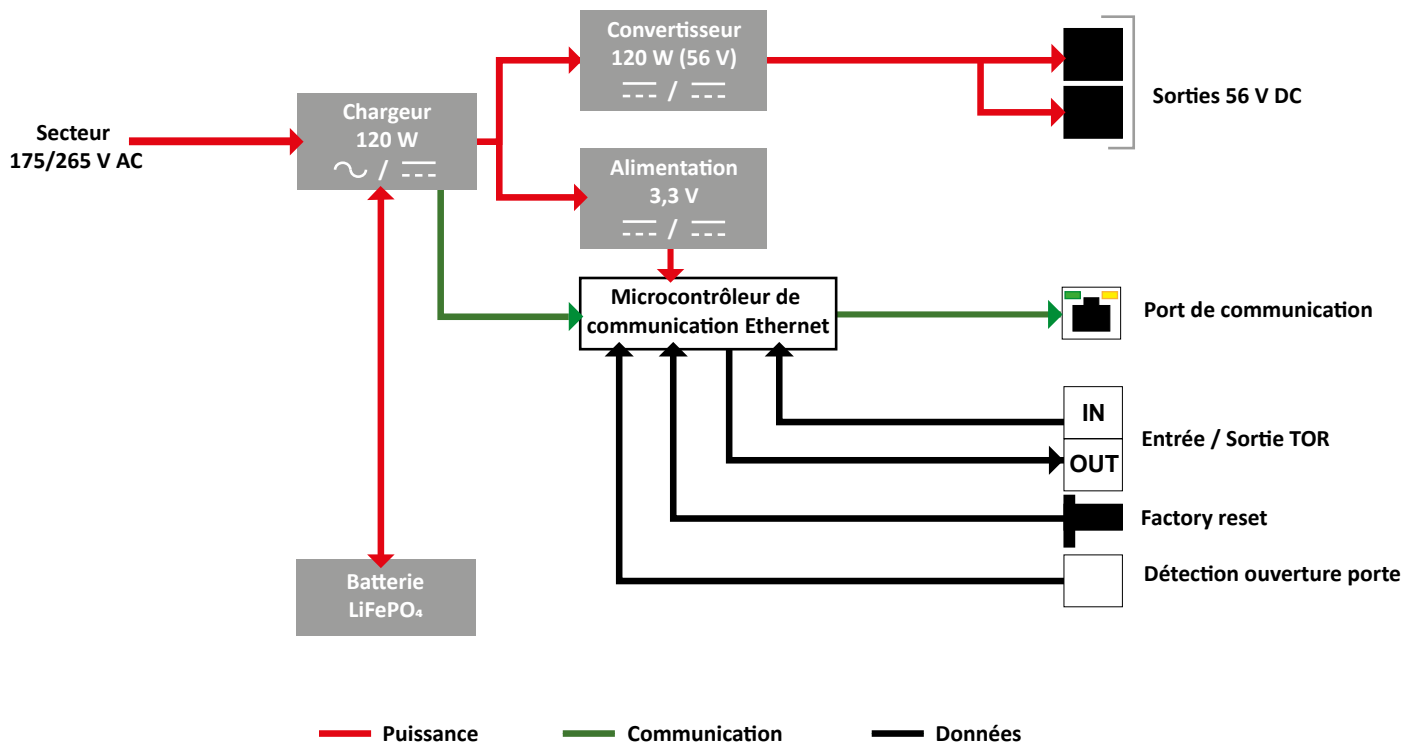 Convertisseur
120 W (56 V)
/
Sorties 56 V DC
Secteur
175/265 V AC
Chargeur
120 W
/
Alimentation
3,3 V
/
Microcontrôleur de
communication Ethernet
Port de communication
IN
OUT
Entrée / Sortie TOR
Factory reset
Détection ouverture porte
Batterie
LiFePO₄
Puissance
Communication
Données